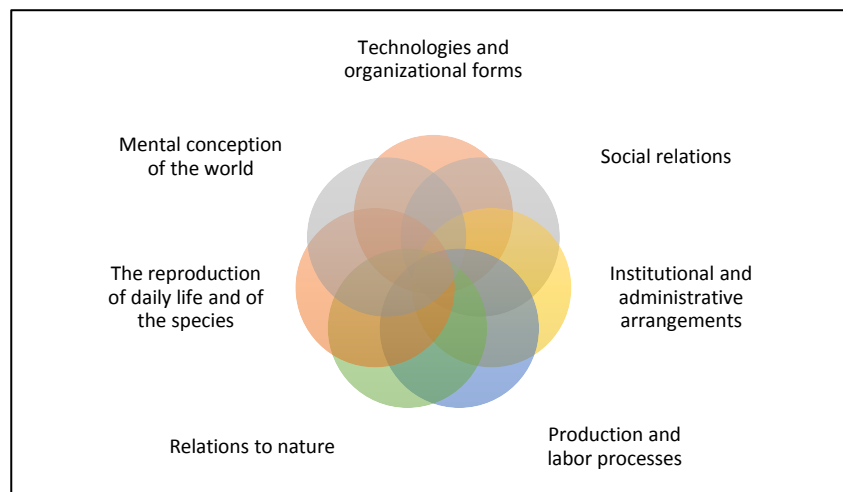 Technologies and
organizational forms
Mental conception
of the world
Social relations
The reproduction
of daily life and of
the species
Institutional and
administrative
arrangements
Relations to nature
Production and
labor processes